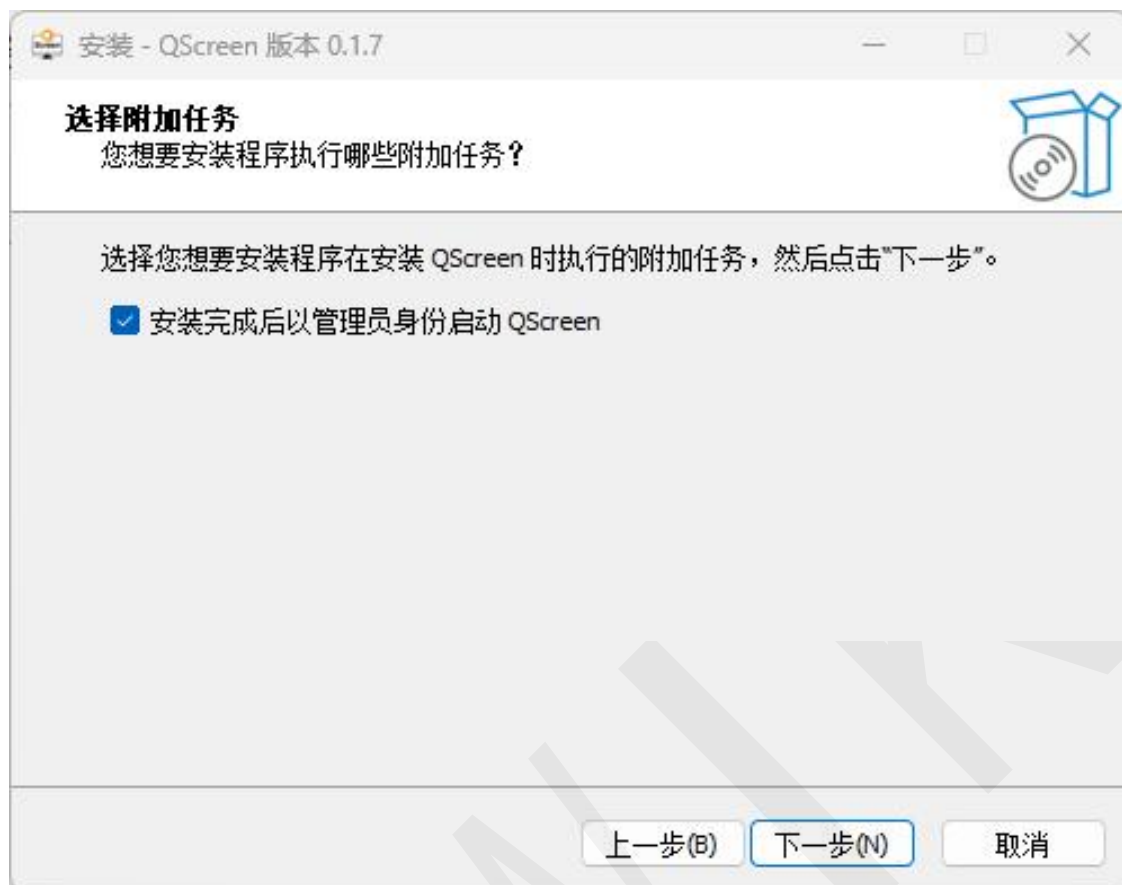 安装 - QScreen 版本 0.1.7
选择附加任务
您想要安装程序执行哪些附加任务？
选择您想要安装程序在安装 QScreen 时执行的附加任务，然后点击“下一步”。
安装完成后以管理员身份启动 QScreen
上一步(B)
下一步(N)
取消